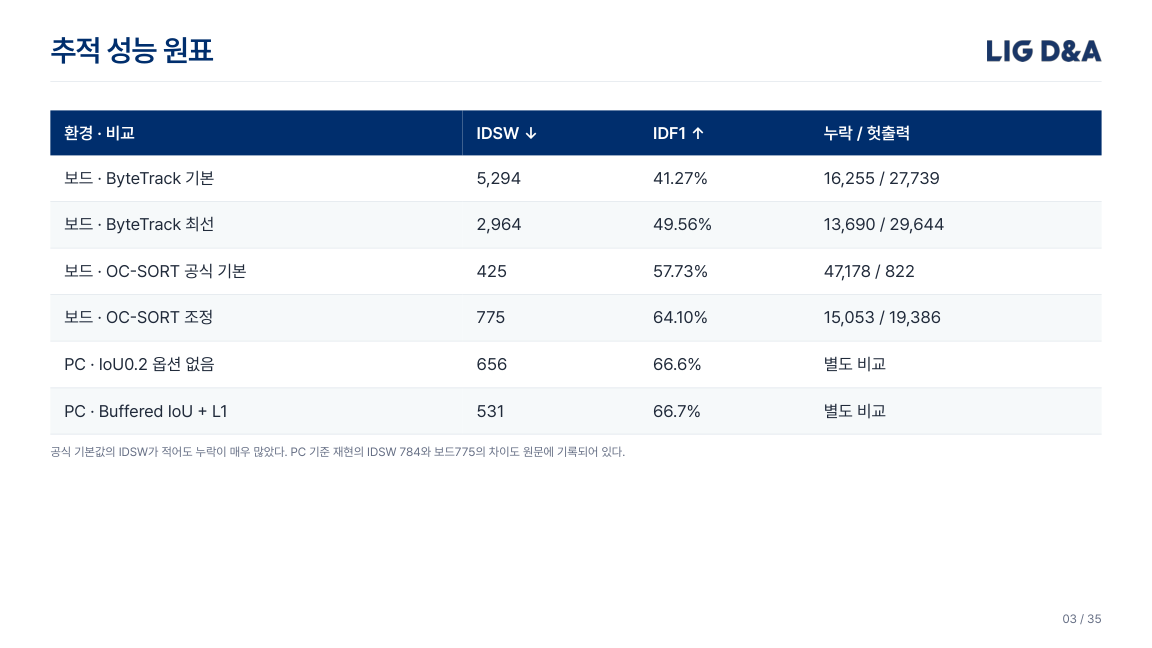 추적 성능 원표
LIG D&A
환경 · 비교 IDSW ↓ IDF1 ↑ 누락 / 헛출력
보드 · ByteTrack 기본 5,294 41.27% 16,255 / 27,739
보드 · ByteTrack 최선 2,964 49.56% 13,690 / 29,644
보드 · OC-SORT 공식 기본 425 57.73% 47,178 / 822
보드 · OC-SORT 조정 775 64.10% 15,053 / 19,386
PC · IoU0.2 옵션 없음 656 66.6% 별도 비교
PC · Buffered IoU + L1 531 66.7% 별도 비교
공식 기본값의 IDSW가 적어도 누락이 매우 많았다. PC 기준 재현의 IDSW 784와 보드775의 차이도 원문에 기록되어 있다.
03 / 35